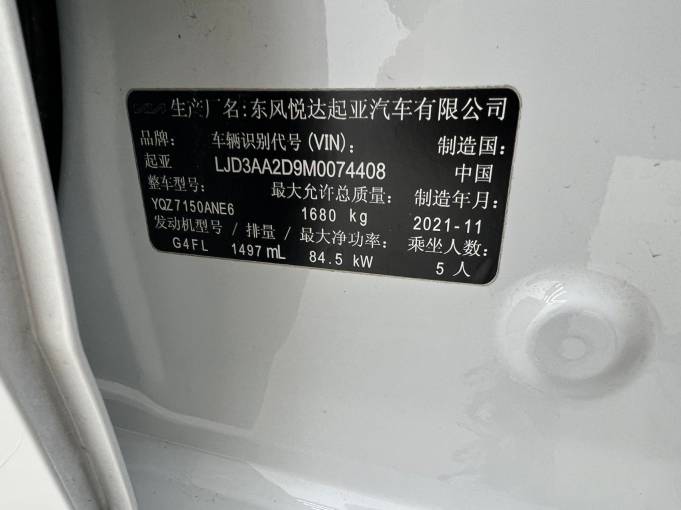 生产厂名:东风悦达起亚汽车有限公司
品牌: 车辆识别代号(VIN): 制造国:
起亚 LJD3AA2D9M0074408 中国
整车型号: 最大允许总质量: 制造年月:
YQZ7150ANE6 1680 kg 2021-11
发动机型号/排量/最大净功率: 乘坐人数:
G4FL 1497mL 84.5 kW 5 人